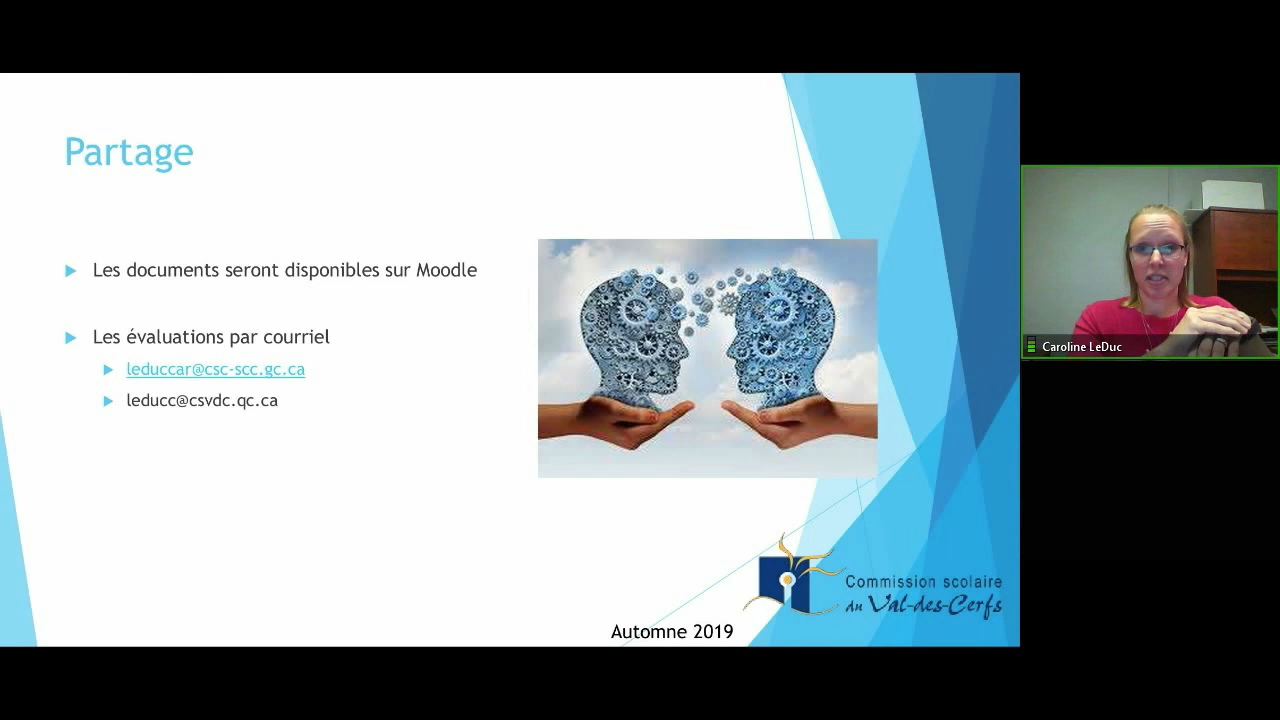 Partage
Les documents seront disponibles sur Moodle
Les évaluations par courriel
leduccar@csc-scc.gc.ca
leducc@csvdc.qc.ca
Commission scolaire
du Val-des-Cerfs
Automne 2019
Caroline LeDuc